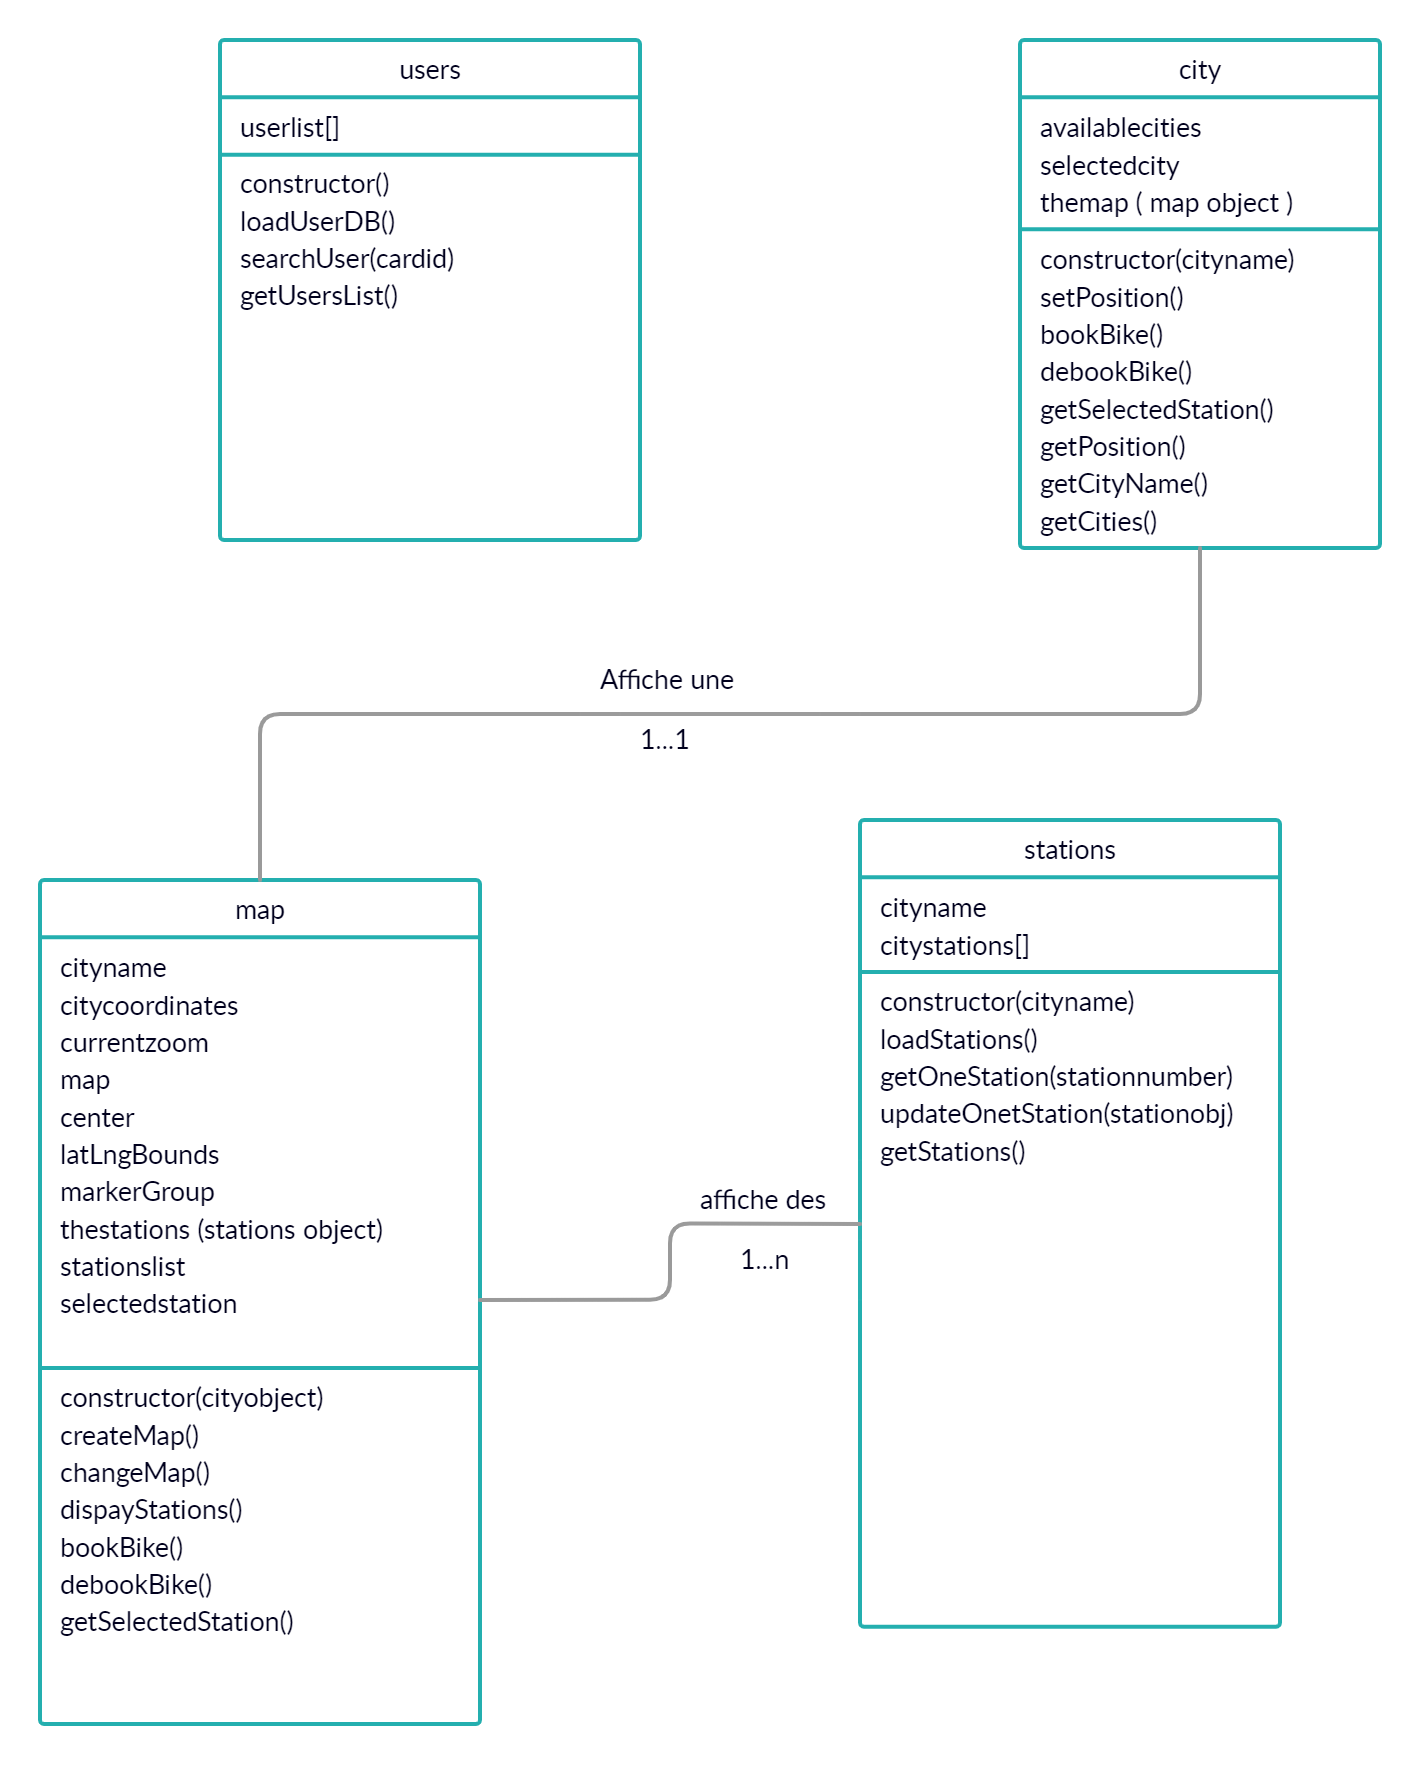 users
userlist[]
constructor()
loadUserDB()
searchUser(cardid)
getUsersList()
city
availablecities
selectedcity
themap ( map object )
constructor(cityname)
setPosition()
bookBike()
debookBike()
getSelectedStation()
getPosition()
getCityName()
getCities()
Affiche une
1...1
map
cityname
citycoordinates
currentzoom
map
center
latLngBounds
markerGroup
thestations (stations object)
stationslist
selectedstation
constructor(cityobject)
createMap()
changeMap()
dispayStations()
bookBike()
debookBike()
getSelectedStation()
affiche des
1...n
stations
cityname
citystations[]
constructor(cityname)
loadStations()
getOneStation(stationnumber)
updateOnetStation(stationobj)
getStations()